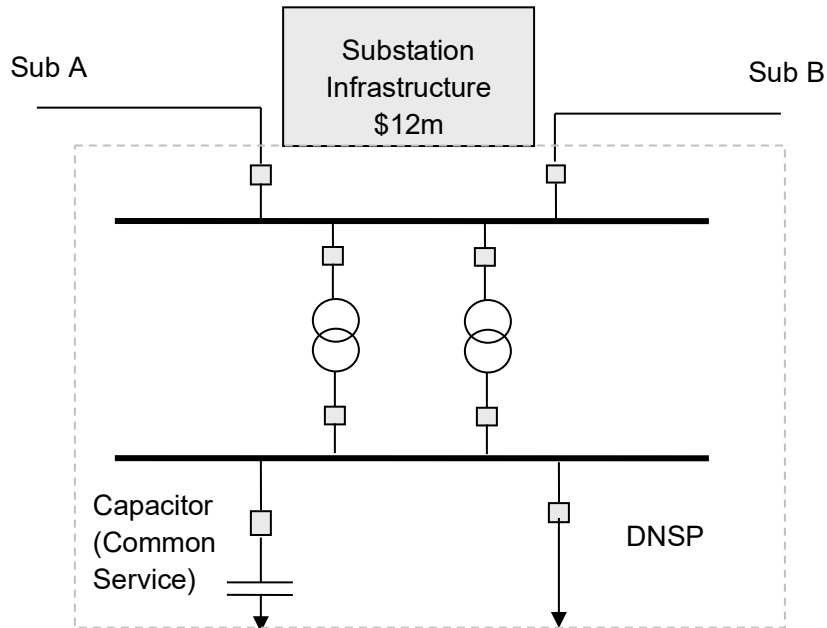 Substation
Infrastructure
$12m
Sub A
Sub B
Capacitor
(Common
Service)
DNSP